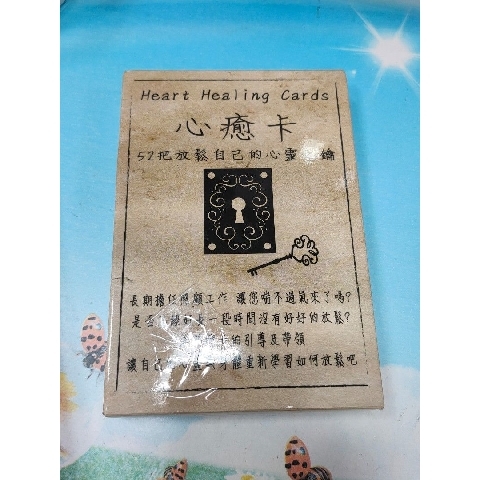 Heart Healing Cards
心癒卡
52把放鬆自己的心靈 鑰
長期擔任照顧工作 讓您喘不過氣來了嗎?
是否 一段時間沒有好好的放鬆?
的引導及帶領
讓自己 重新學習如何放鬆吧